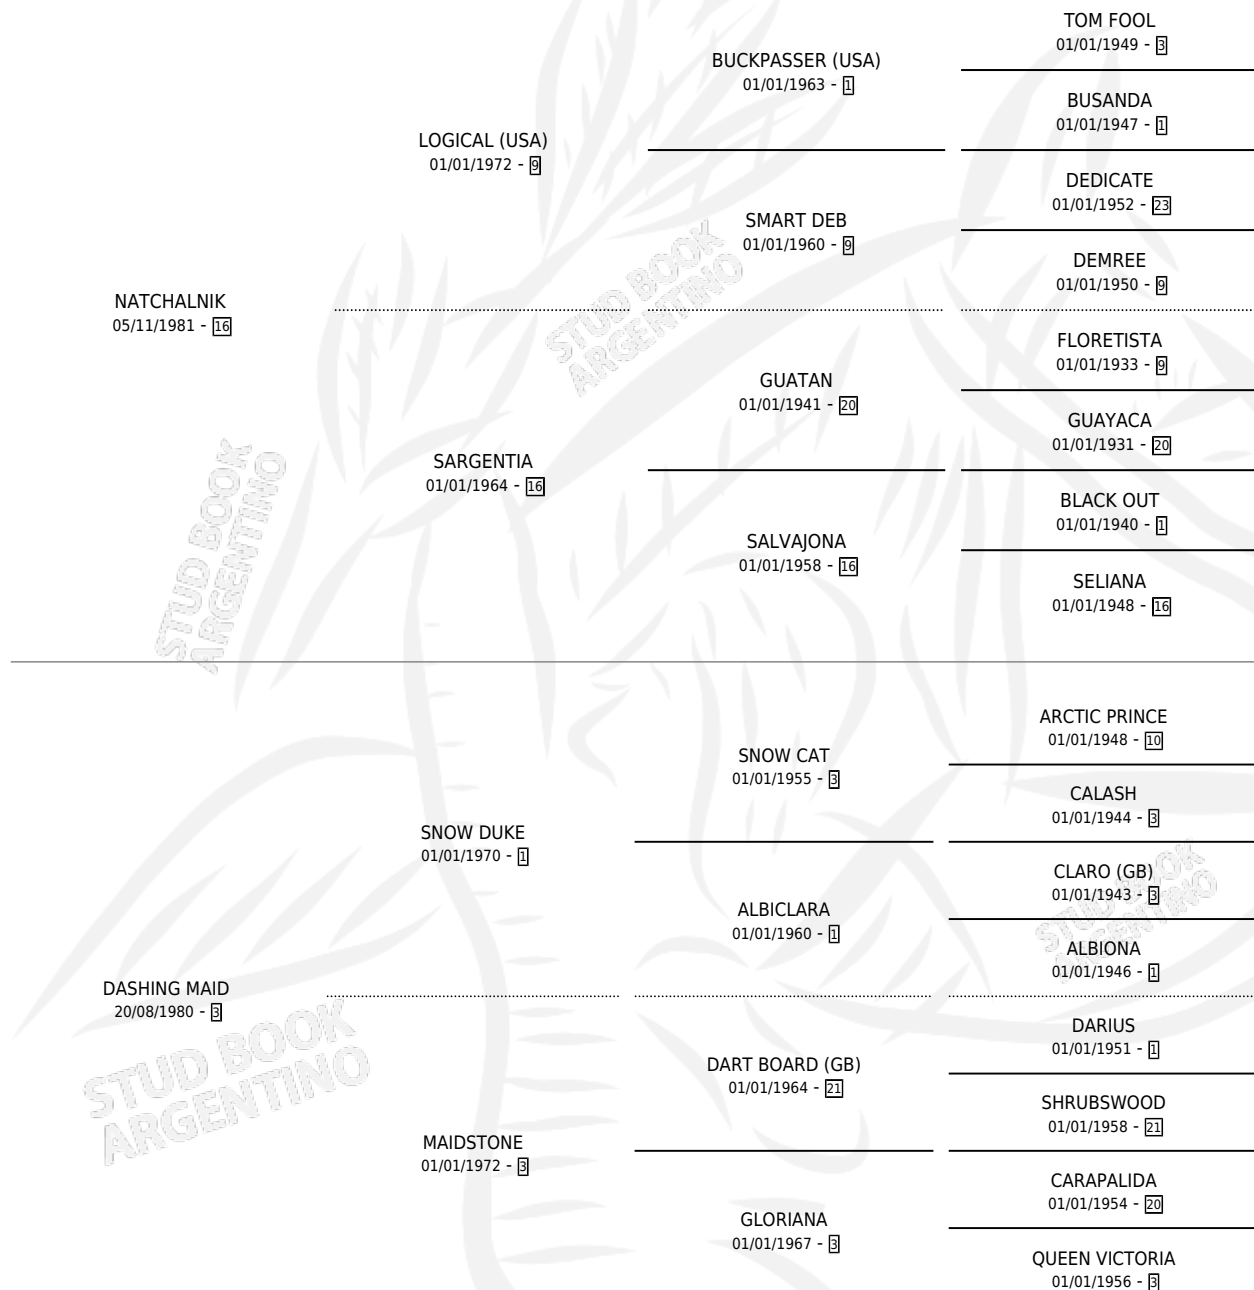 TOM FOOL
01/01/1949 - 3
BUCKPASSER (USA)
01/01/1963 - 1
BUSANDA
01/01/1947 - 1
LOGICAL (USA)
01/01/1972 - 9
DEDICATE
01/01/1952 - 23
SMART DEB
01/01/1960 - 9
DEMREE
01/01/1950 - 9
NATCHALNIK
05/11/1981 - 16
FLORETISTA
01/01/1933 - 9
GUATAN
01/01/1941 - 20
GUAYACA
01/01/1931 - 20
SARGENTIA
01/01/1964 - 16
BLACK OUT
01/01/1940 - 1
SALVAJONA
01/01/1958 - 16
SELIANA
01/01/1948 - 16
ARCTIC PRINCE
01/01/1948 - 10
SNOW CAT
01/01/1955 - 3
CALASH
01/01/1944 - 3
SNOW DUKE
01/01/1970 - 1
CLARO (GB)
01/01/1943 - 3
ALBICLARA
01/01/1960 - 1
ALBIONA
01/01/1946 - 1
DASHING MAID
20/08/1980 - 3
DARIUS
01/01/1951 - 1
DART BOARD (GB)
01/01/1964 - 21
SHRUBSWOOD
01/01/1958 - 21
MAIDSTONE
01/01/1972 - 3
CARAPALIDA
01/01/1954 - 20
GLORIANA
01/01/1967 - 3
QUEEN VICTORIA
01/01/1956 - 3
STUD BOOK
ARGENTINO
STUD BOOK
ARGENTINO
STUD BOOK
ARGENTINO
STUD BOOK
ARGENTINO